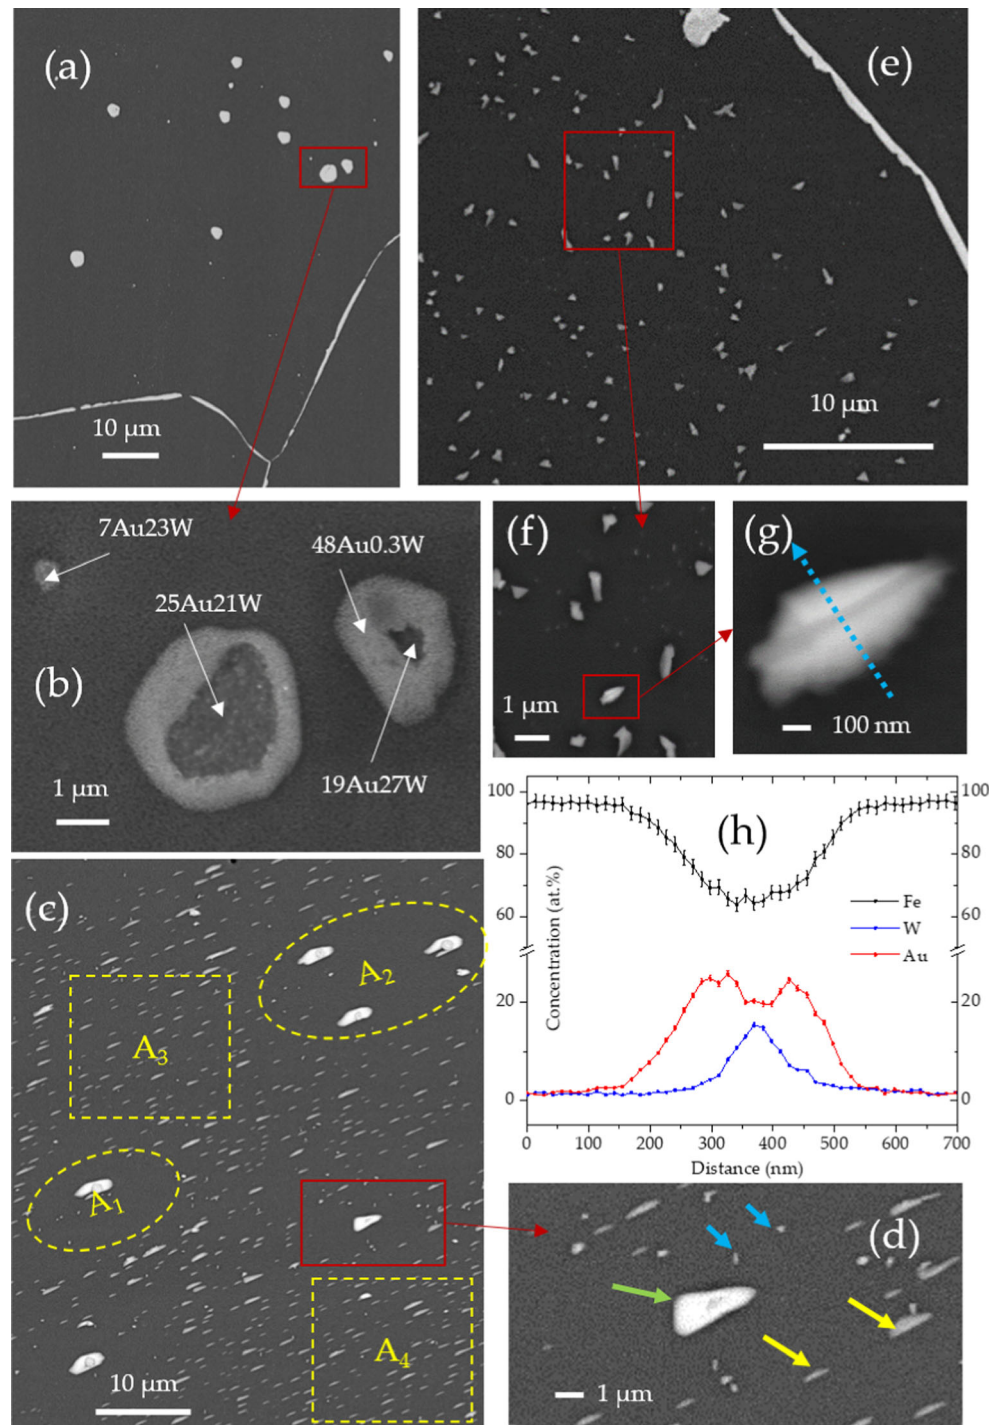 (a)
10 µm
(e)
10 µm
7Au23W
48Au0.3W
25Au21W
(b)
19Au27W
1 µm
(f)
1 µm
(g)
100 nm
(c)
A₂
A₃
A₁
A₄
10 µm
(h)
100
80
60
20
0
100
80
60
20
0
Concentration (at.%)
Fe
W
Au
0 100 200 300 400 500 600 700
Distance (nm)
(d)
1 µm